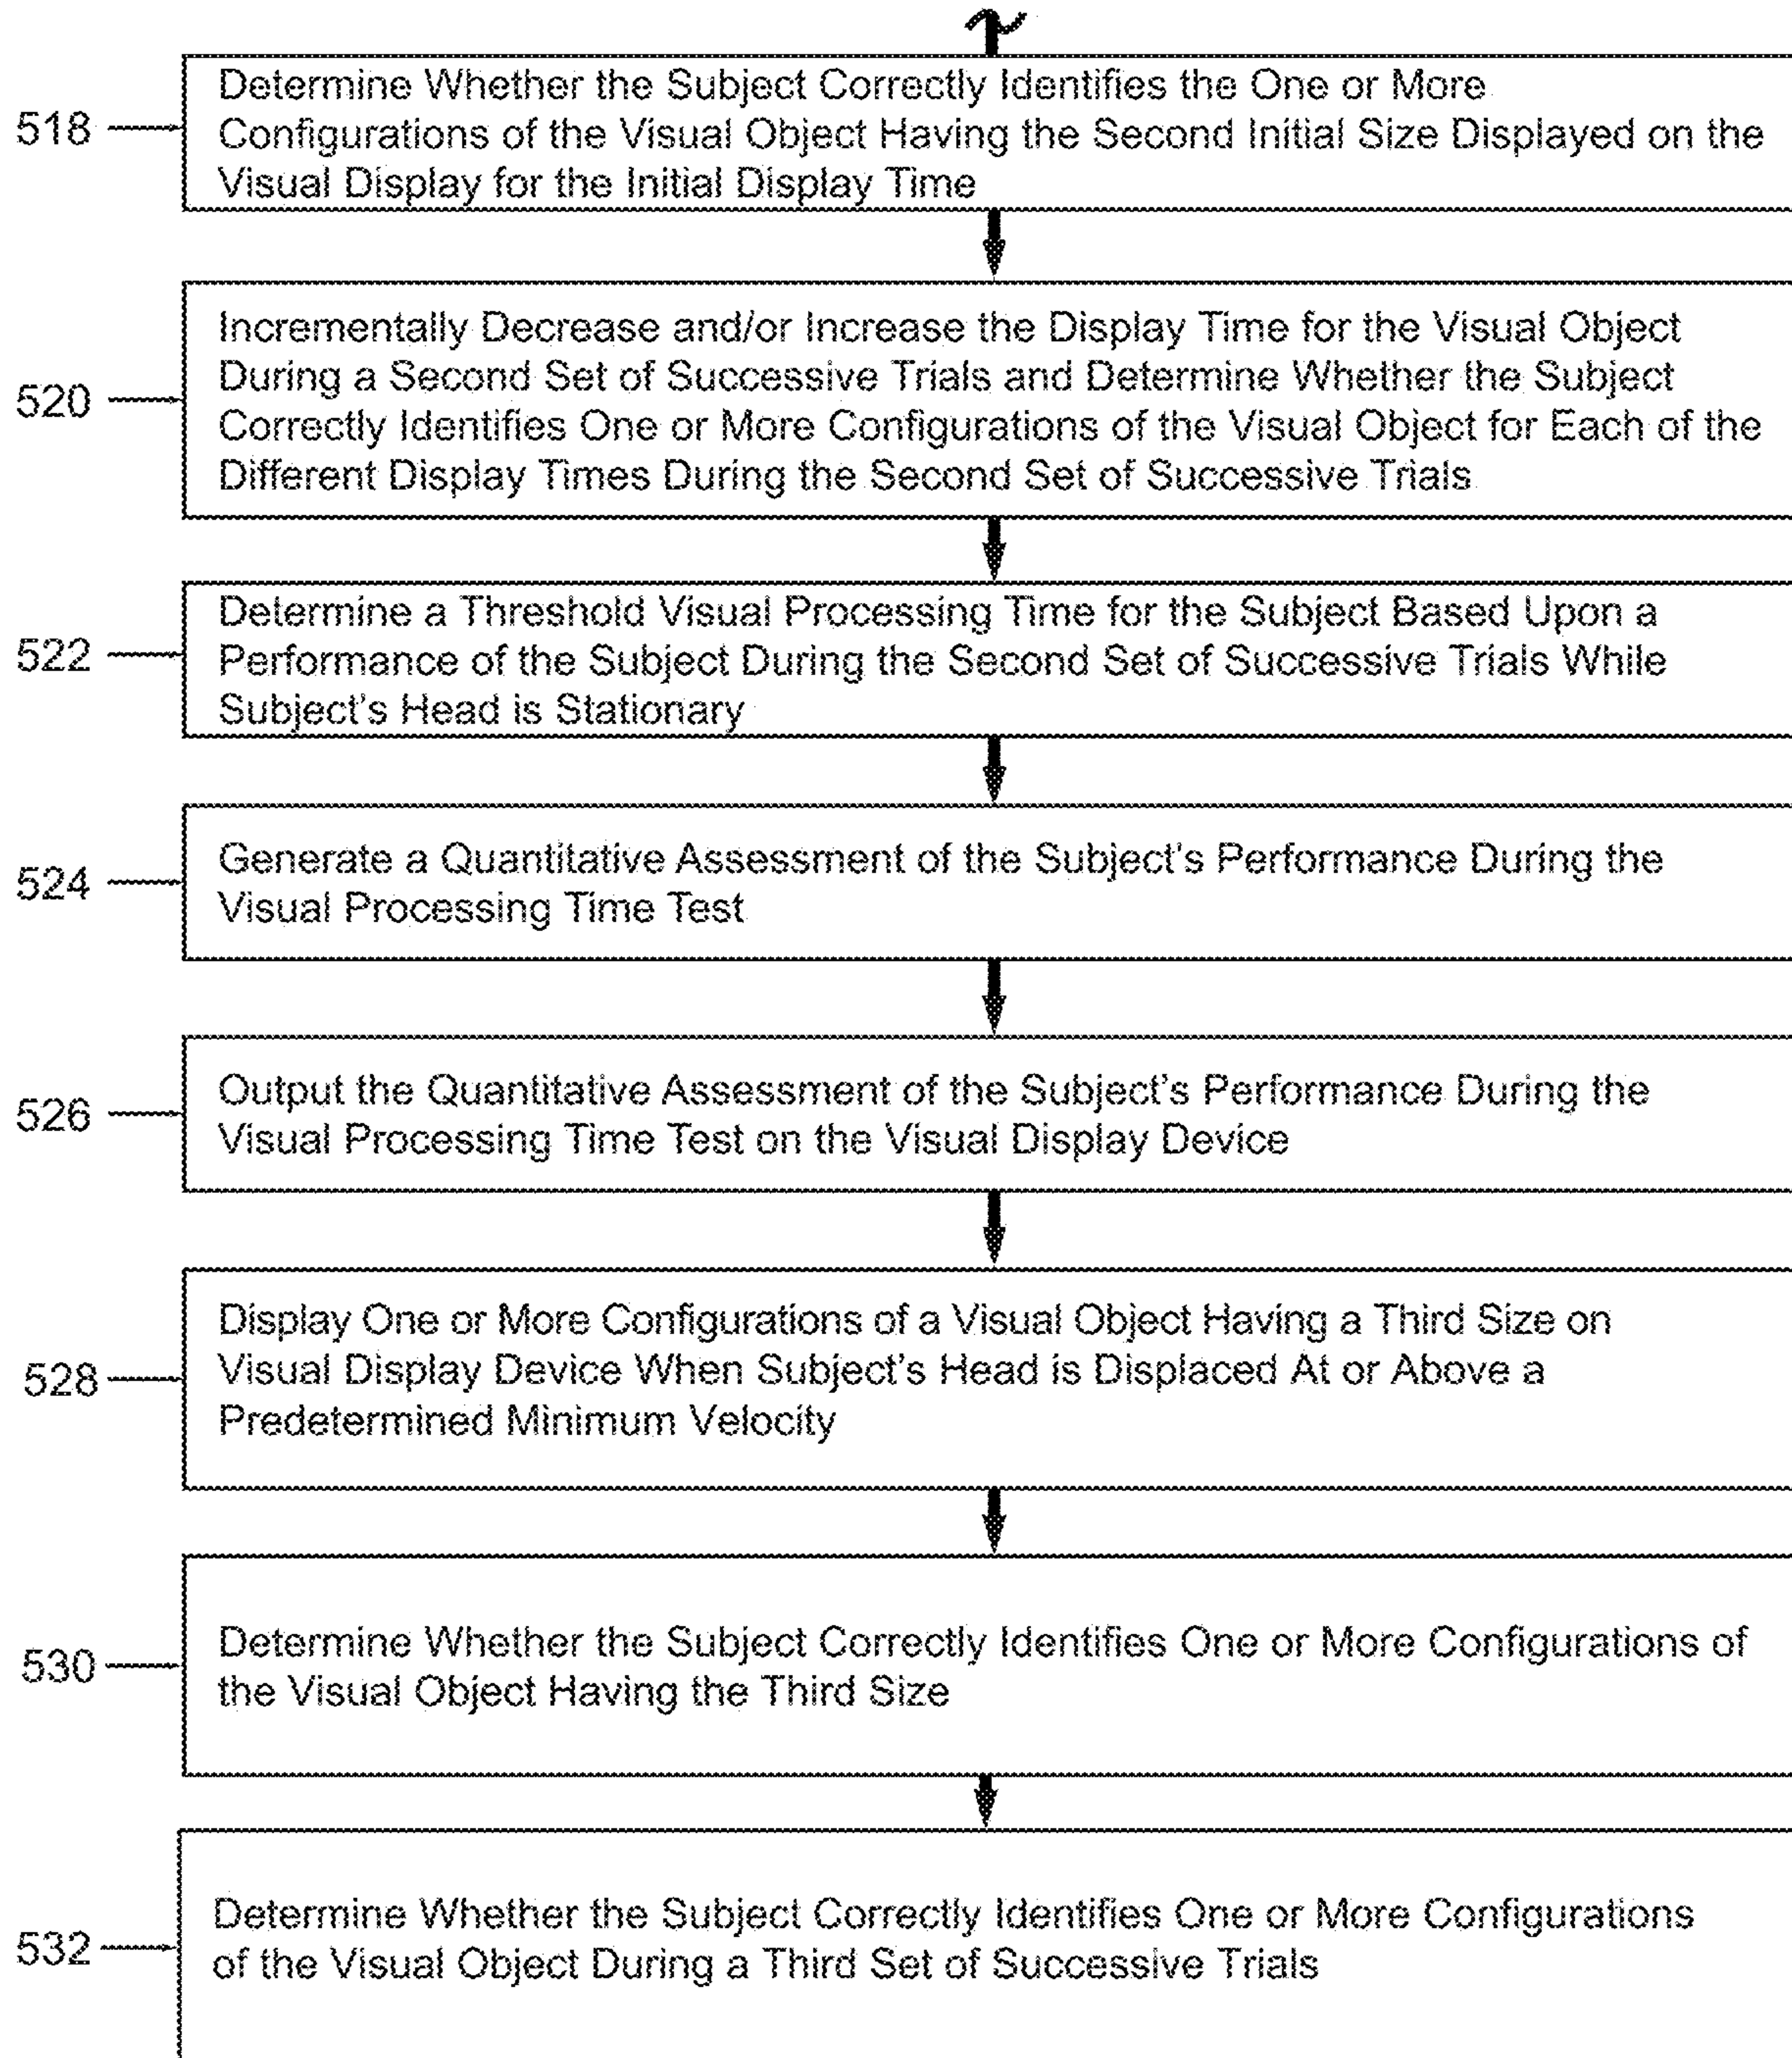 518
Determine Whether the Subject Correctly Identifies the One or More
Configurations of the Visual Object Having the Second Initial Size Displayed on the
Visual Display for the Initial Display Time
520
Incrementally Decrease and/or Increase the Display Time for the Visual Object
During a Second Set of Successive Trials and Determine Whether the Subject
Correctly Identifies One or More Configurations of the Visual Object for Each of the
Different Display Times During the Second Set of Successive Trials
522
Determine a Threshold Visual Processing Time for the Subject Based Upon a
Performance of the Subject During the Second Set of Successive Trials While
Subject's Head is Stationary
524
Generate a Quantitative Assessment of the Subject's Performance During the
Visual Processing Time Test
526
Output the Quantitative Assessment of the Subject's Performance During the
Visual Processing Time Test on the Visual Display Device
528
Display One or More Configurations of a Visual Object Having a Third Size on
Visual Display Device When Subject's Head is Displaced At or Above a
Predetermined Minimum Velocity
530
Determine Whether the Subject Correctly Identifies One or More Configurations of
the Visual Object Having the Third Size
532
Determine Whether the Subject Correctly Identifies One or More Configurations
of the Visual Object During a Third Set of Successive Trials